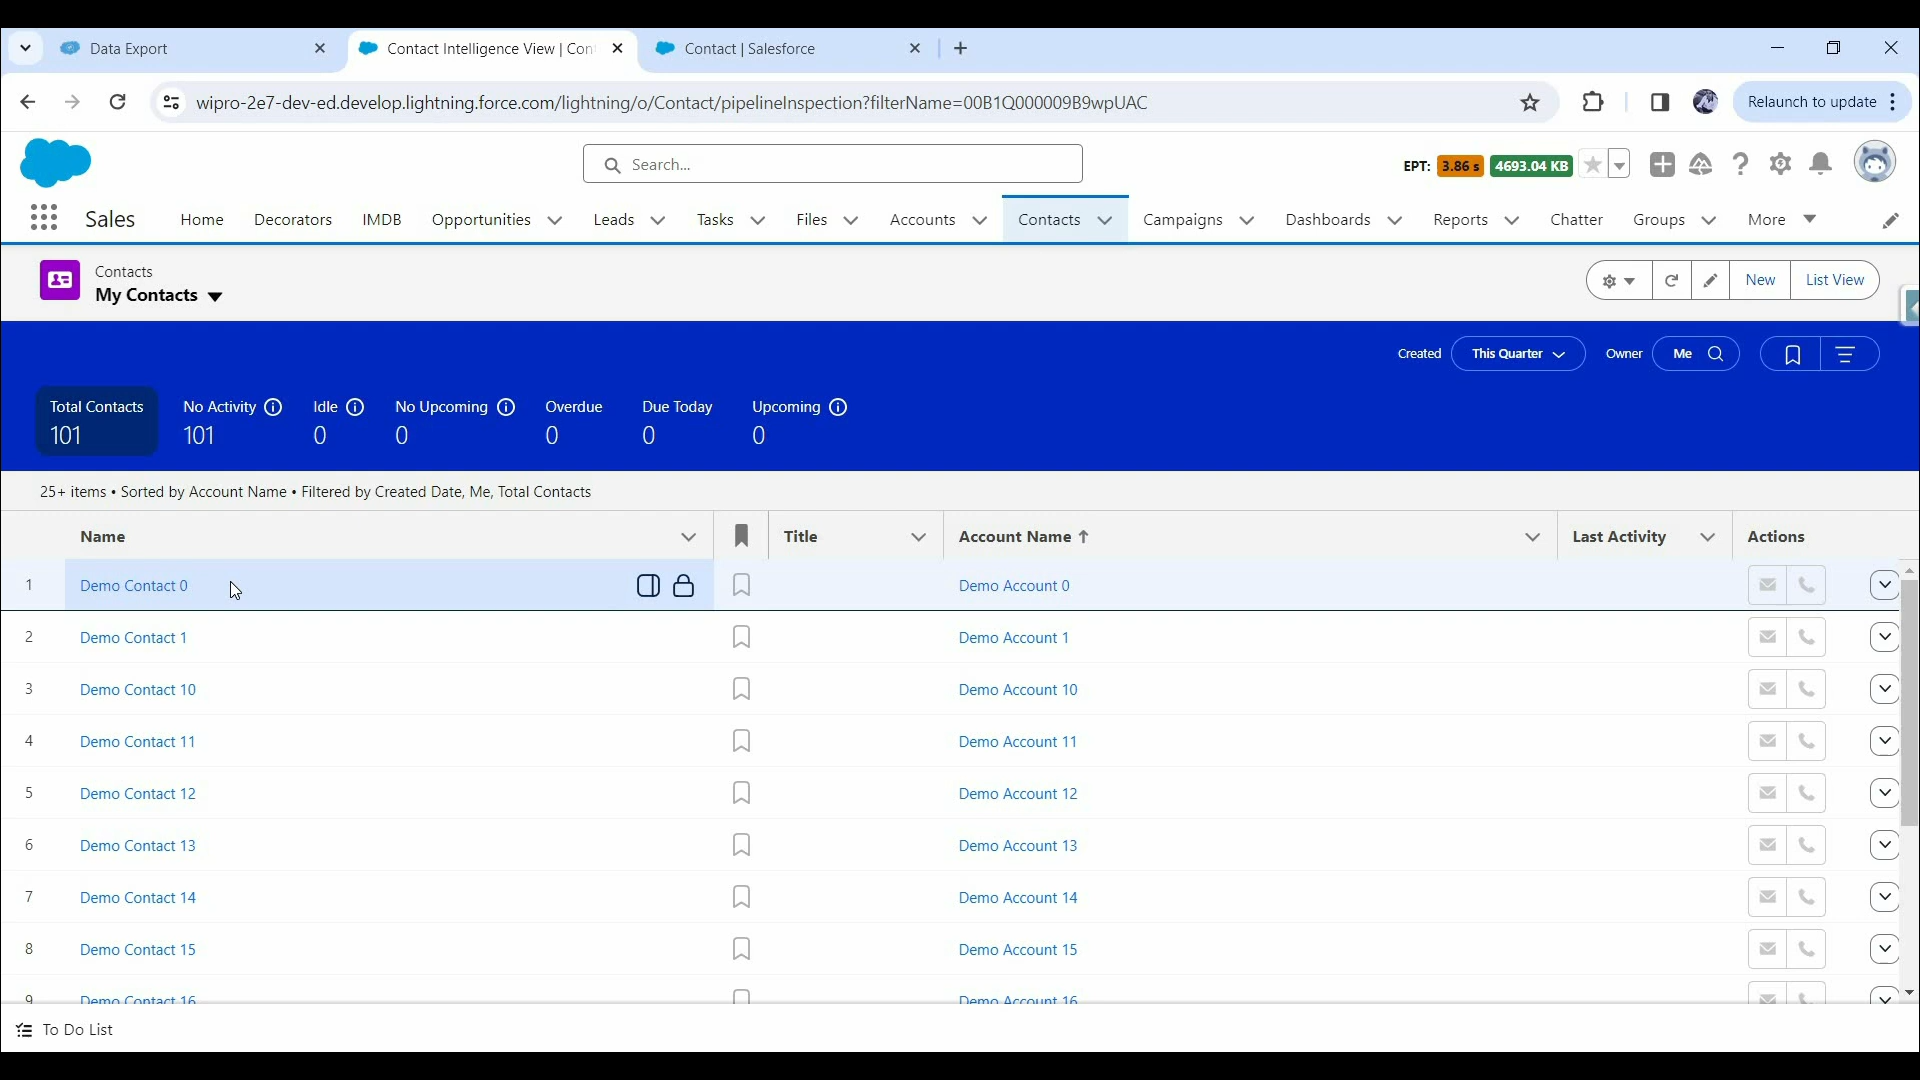 Data Export
Contact Intelligence View | Con
Contact | Salesforce
wipro-2e7-dev-ed.develop.lightning.force.com/lightning/o/Contact/pipelineInspection?filterName=00B1Q000009B9wpUAC
Relaunch to update
Search...
EPT: 3.86 s 4693.04 KB
Sales Home Decorators IMDB Opportunities Leads Tasks Files Accounts Contacts Campaigns Dashboards Reports Chatter Groups More
Contacts
My Contacts
New List View
Created This Quarter Owner Me
Total Contacts No Activity Idle No Upcoming Overdue Due Today Upcoming
101 101 0 0 0 0 0
25+ items • Sorted by Account Name • Filtered by Created Date, Me, Total Contacts
Name Title Account Name ↑ Last Activity Actions
1 Demo Contact 0 Demo Account 0
2 Demo Contact 1 Demo Account 1
3 Demo Contact 10 Demo Account 10
4 Demo Contact 11 Demo Account 11
5 Demo Contact 12 Demo Account 12
6 Demo Contact 13 Demo Account 13
7 Demo Contact 14 Demo Account 14
8 Demo Contact 15 Demo Account 15
9 Demo Contact 16 Demo Account 16
To Do List